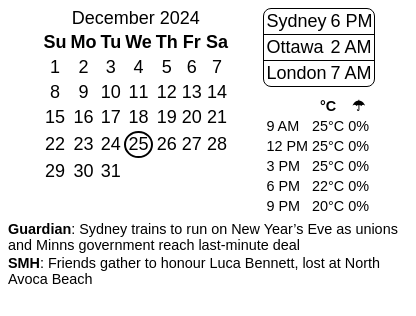 December 2024
Su Mo Tu We Th Fr Sa
1 2 3 4 5 6 7
8 9 10 11 12 13 14
15 16 17 18 19 20 21
22 23 24 25 26 27 28
29 30 31
Sydney 6 PM
Ottawa 2 AM
London 7 AM
°C ☂
9 AM 25°C 0%
12 PM 25°C 0%
3 PM 25°C 0%
6 PM 22°C 0%
9 PM 20°C 0%
Guardian: Sydney trains to run on New Year’s Eve as unions
and Minns government reach last-minute deal
SMH: Friends gather to honour Luca Bennett, lost at North
Avoca Beach